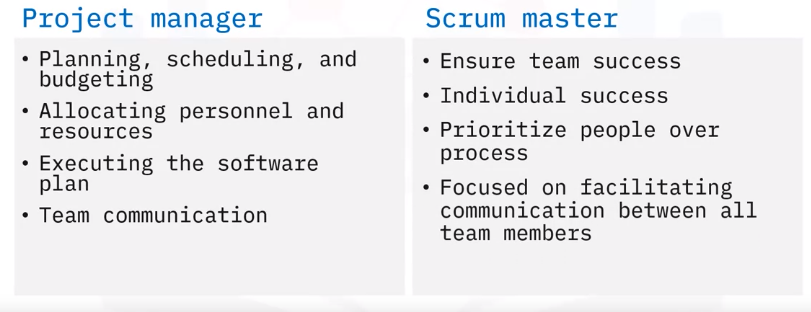 Project manager
• Planning, scheduling, and
budgeting
• Allocating personnel and
resources
• Executing the software
plan
• Team communication
Scrum master
• Ensure team success
• Individual success
• Prioritize people over
process
• Focused on facilitating
communication between all
team members